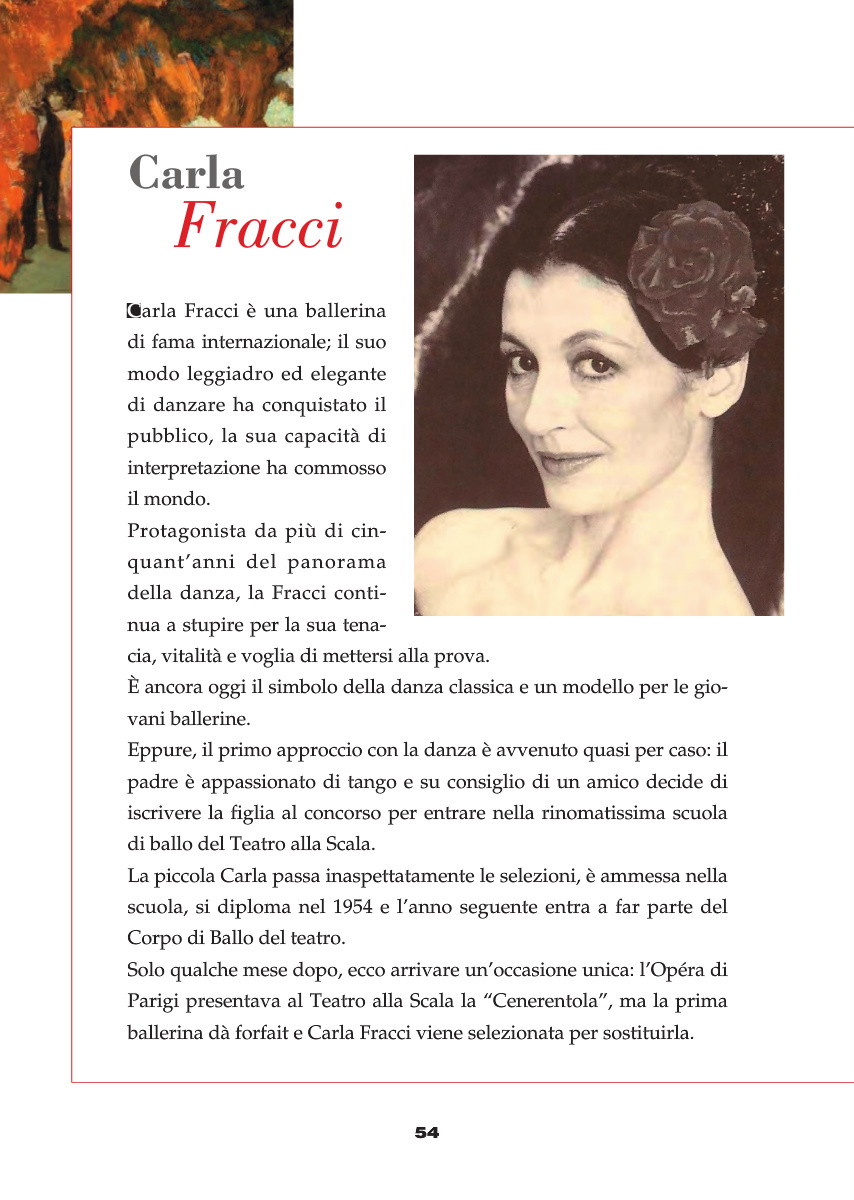 Carla
Fracci
Carla Fracci è una ballerina
di fama internazionale; il suo
modo leggiadro ed elegante
di danzare ha conquistato il
pubblico, la sua capacità di
interpretazione ha commosso
il mondo.
Protagonista da più di cin-
quant’anni del panorama
della danza, la Fracci conti-
nua a stupire per la sua tena-
cia, vitalità e voglia di mettersi alla prova.
È ancora oggi il simbolo della danza classica e un modello per le gio-
vani ballerine.
Eppure, il primo approccio con la danza è avvenuto quasi per caso: il
padre è appassionato di tango e su consiglio di un amico decide di
iscrivere la figlia al concorso per entrare nella rinomatissima scuola
di ballo del Teatro alla Scala.
La piccola Carla passa inaspettatamente le selezioni, è ammessa nella
scuola, si diploma nel 1954 e l’anno seguente entra a far parte del
Corpo di Ballo del teatro.
Solo qualche mese dopo, ecco arrivare un’occasione unica: l’Opéra di
Parigi presentava al Teatro alla Scala la “Cenerentola”, ma la prima
ballerina dà forfait e Carla Fracci viene selezionata per sostituirla.
54